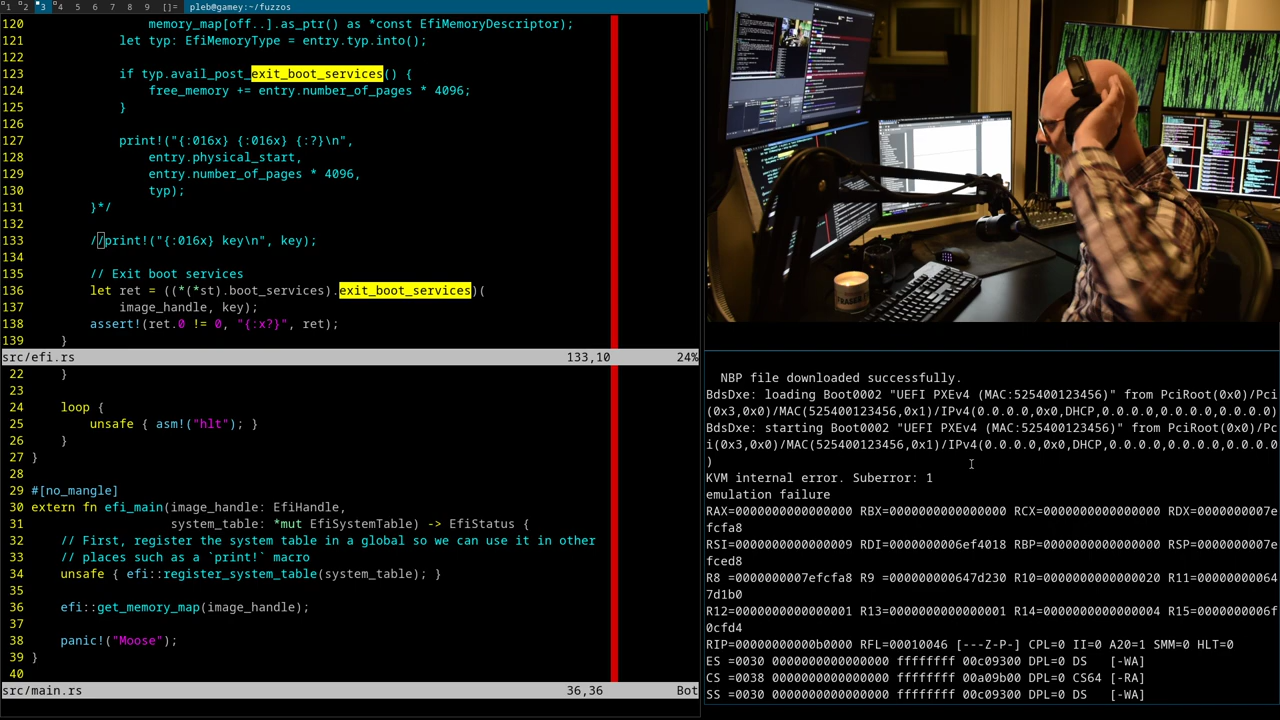 1 2 3 4 5 6 7 8 9 []= pleb@gamey:~/fuzzos
120 memory_map[off..].as_ptr() as *const EfiMemoryDescriptor);
121 let typ: EfiMemoryType = entry.typ.into();
122
123 if typ.avail_post_exit_boot_services() {
124 free_memory += entry.number_of_pages * 4096;
125 }
126
127 print!("{:016x} {:016x} {:?}\n",
128 entry.physical_start,
129 entry.number_of_pages * 4096,
130 typ);
131 }*/
132
133 //print!("{:016x} key\n", key);
134
135 // Exit boot services
136 let ret = ((*(*st).boot_services).exit_boot_services)(
137 image_handle, key);
138 assert!(ret.0 != 0, "{:x?}", ret);
139 }
src/efi.rs 133,10 24%
22 }
23
24 loop {
25 unsafe { asm!("hlt"); }
26 }
27 }
28
29 #[no_mangle]
30 extern fn efi_main(image_handle: EfiHandle,
31 system_table: *mut EfiSystemTable) -> EfiStatus {
32 // First, register the system table in a global so we can use it in other
33 // places such as a `print!` macro
34 unsafe { efi::register_system_table(system_table); }
35
36 efi::get_memory_map(image_handle);
37
38 panic!("Moose");
39 }
40
src/main.rs 36,36 Bot
NBP file downloaded successfully.
BdsDxe: loading Boot0002 "UEFI PXEv4 (MAC:525400123456)" from PciRoot(0x0)/Pci
(0x3,0x0)/MAC(525400123456,0x1)/IPv4(0.0.0.0,0x0,DHCP,0.0.0.0,0.0.0.0,0.0.0.0)
BdsDxe: starting Boot0002 "UEFI PXEv4 (MAC:525400123456)" from PciRoot(0x0)/Pc
i(0x3,0x0)/MAC(525400123456,0x1)/IPv4(0.0.0.0,0x0,DHCP,0.0.0.0,0.0.0.0,0.0.0.0
)
KVM internal error. Suberror: 1
emulation failure
RAX=0000000000000000 RBX=0000000000000000 RCX=0000000000000000 RDX=0000000007e
fcfa8
RSI=0000000000000009 RDI=0000000006ef4018 RBP=0000000000000000 RSP=0000000007e
fced8
R8 =0000000007efcfa8 R9 =000000000647d230 R10=0000000000000020 R11=00000000064
7d1b0
R12=0000000000000001 R13=0000000000000001 R14=0000000000000004 R15=0000000006f
0cfd4
RIP=00000000000b0000 RFL=00010046 [---Z-P-] CPL=0 II=0 A20=1 SMM=0 HLT=0
ES =0030 0000000000000000 ffffffff 00c09300 DPL=0 DS [-WA]
CS =0038 0000000000000000 ffffffff 00a09b00 DPL=0 CS64 [-RA]
SS =0030 0000000000000000 ffffffff 00c09300 DPL=0 DS [-WA]